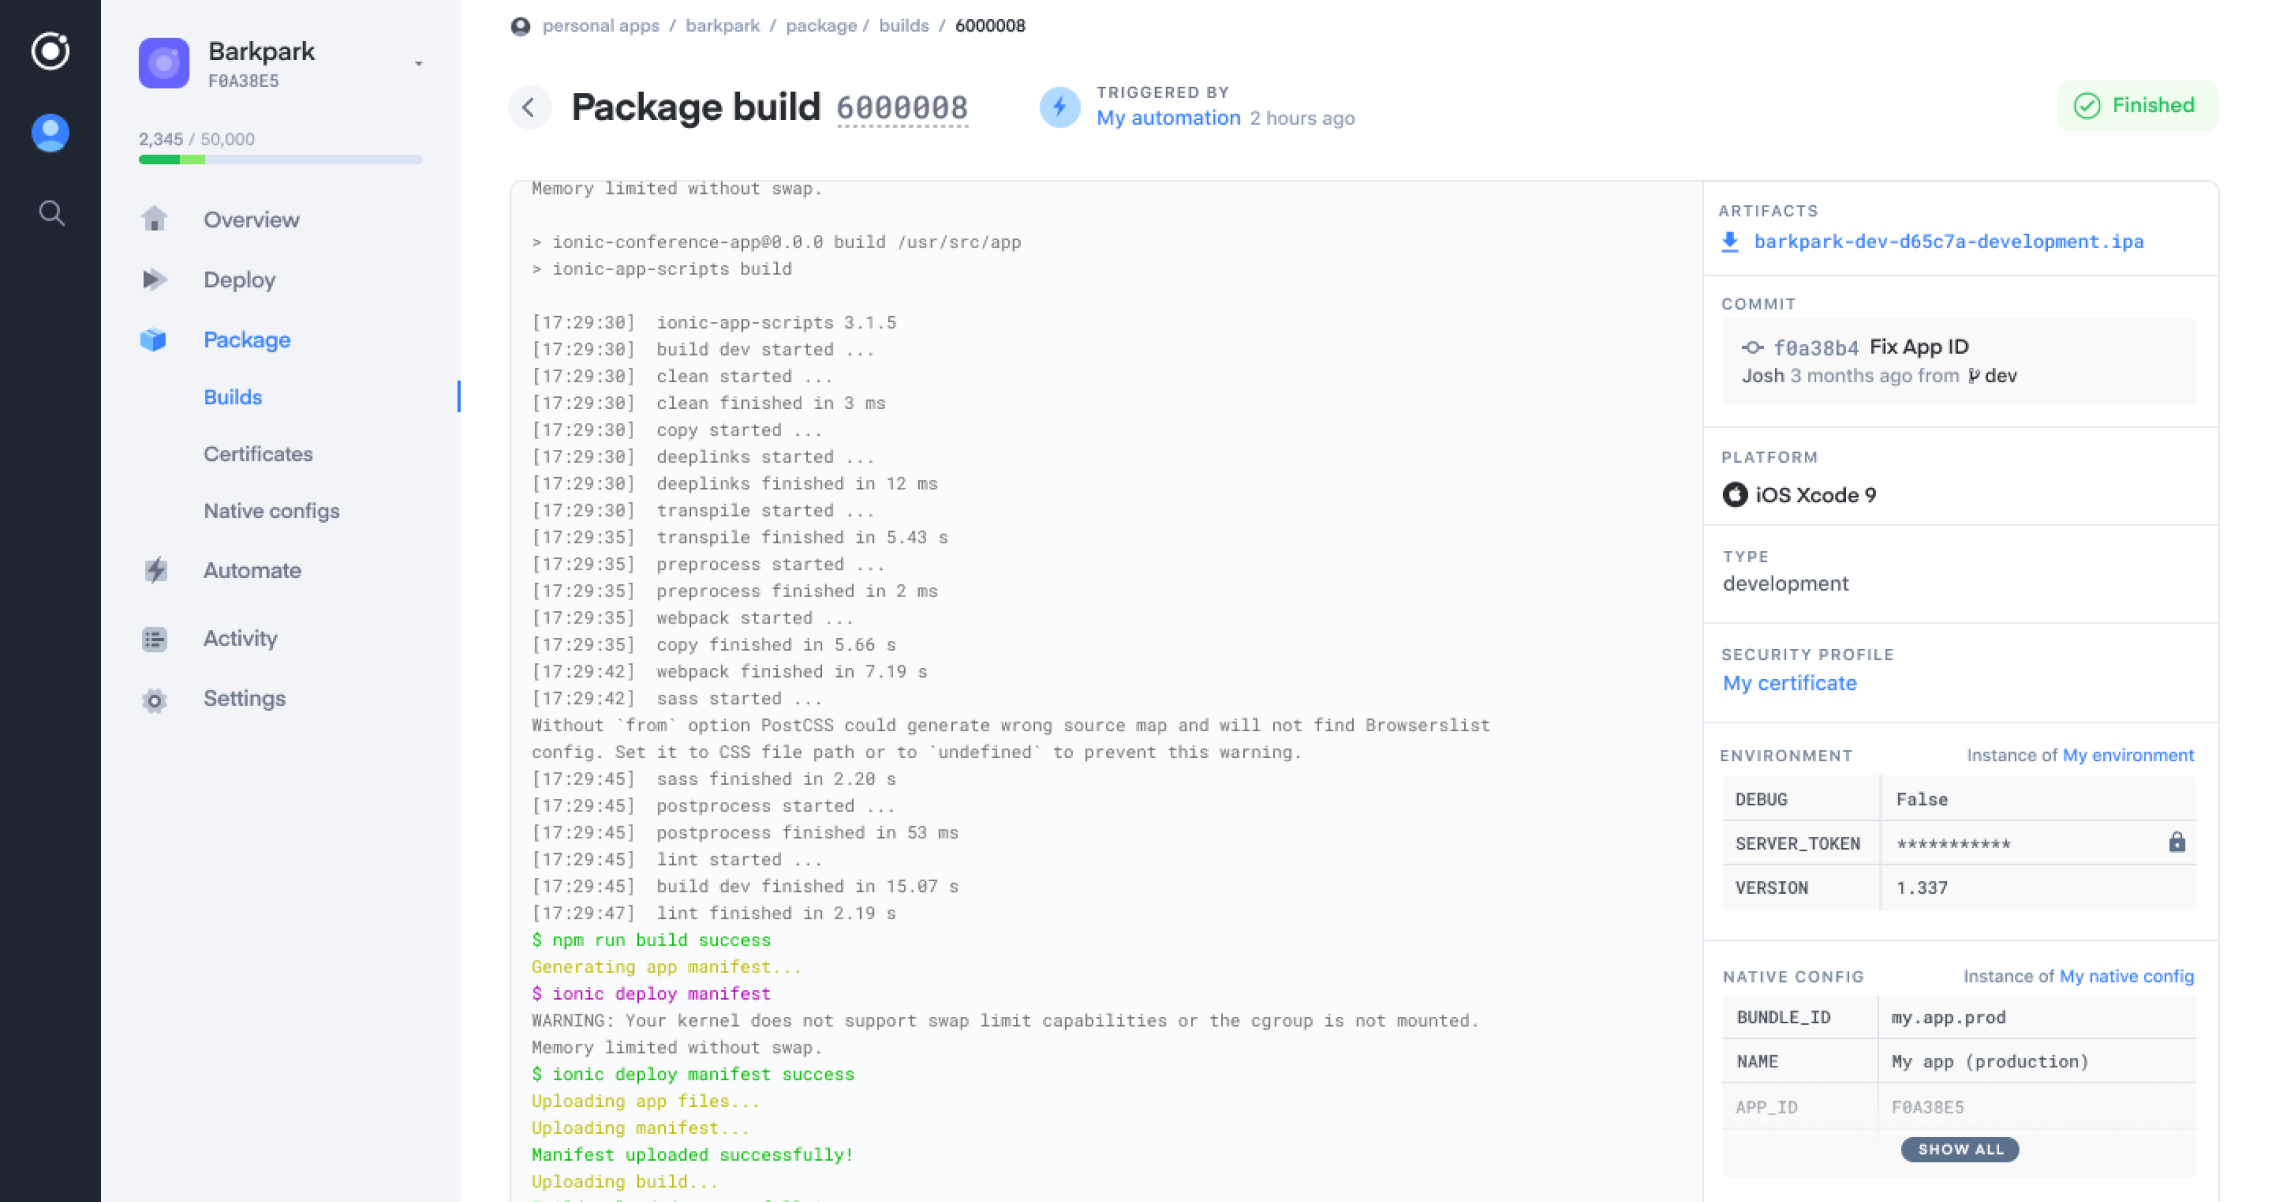 Barkpark
F0A38E5
2,345 / 50,000
Overview
Deploy
Package
Builds
Certificates
Native configs
Automate
Activity
Settings
personal apps / barkpark / package / builds / 6000008
Package build 6000008
TRIGGERED BY
My automation 2 hours ago
Finished
Memory limited without swap.
> ionic-conference-app@0.0.0 build /usr/src/app
> ionic-app-scripts build
[17:29:30] ionic-app-scripts 3.1.5
[17:29:30] build dev started ...
[17:29:30] clean started ...
[17:29:30] clean finished in 3 ms
[17:29:30] copy started ...
[17:29:30] deeplinks started ...
[17:29:30] deeplinks finished in 12 ms
[17:29:30] transpile started ...
[17:29:35] transpile finished in 5.43 s
[17:29:35] preprocess started ...
[17:29:35] preprocess finished in 2 ms
[17:29:35] webpack started ...
[17:29:35] copy finished in 5.66 s
[17:29:42] webpack finished in 7.19 s
[17:29:42] sass started ...
Without `from` option PostCSS could generate wrong source map and will not find Browserslist
config. Set it to CSS file path or to `undefined` to prevent this warning.
[17:29:45] sass finished in 2.20 s
[17:29:45] postprocess started ...
[17:29:45] postprocess finished in 53 ms
[17:29:45] lint started ...
[17:29:45] build dev finished in 15.07 s
[17:29:47] lint finished in 2.19 s
$ npm run build success
Generating app manifest...
$ ionic deploy manifest
WARNING: Your kernel does not support swap limit capabilities or the cgroup is not mounted.
Memory limited without swap.
$ ionic deploy manifest success
Uploading app files...
Uploading manifest...
Manifest uploaded successfully!
Uploading build...
ARTIFACTS
barkpark-dev-d65c7a-development.ipa
COMMIT
f0a38b4 Fix App ID
Josh 3 months ago from dev
PLATFORM
iOS Xcode 9
TYPE
development
SECURITY PROFILE
My certificate
ENVIRONMENT Instance of My environment
DEBUG False
SERVER_TOKEN ***********
VERSION 1.337
NATIVE CONFIG Instance of My native config
BUNDLE_ID my.app.prod
NAME My app (production)
APP_ID F0A38E5
SHOW ALL